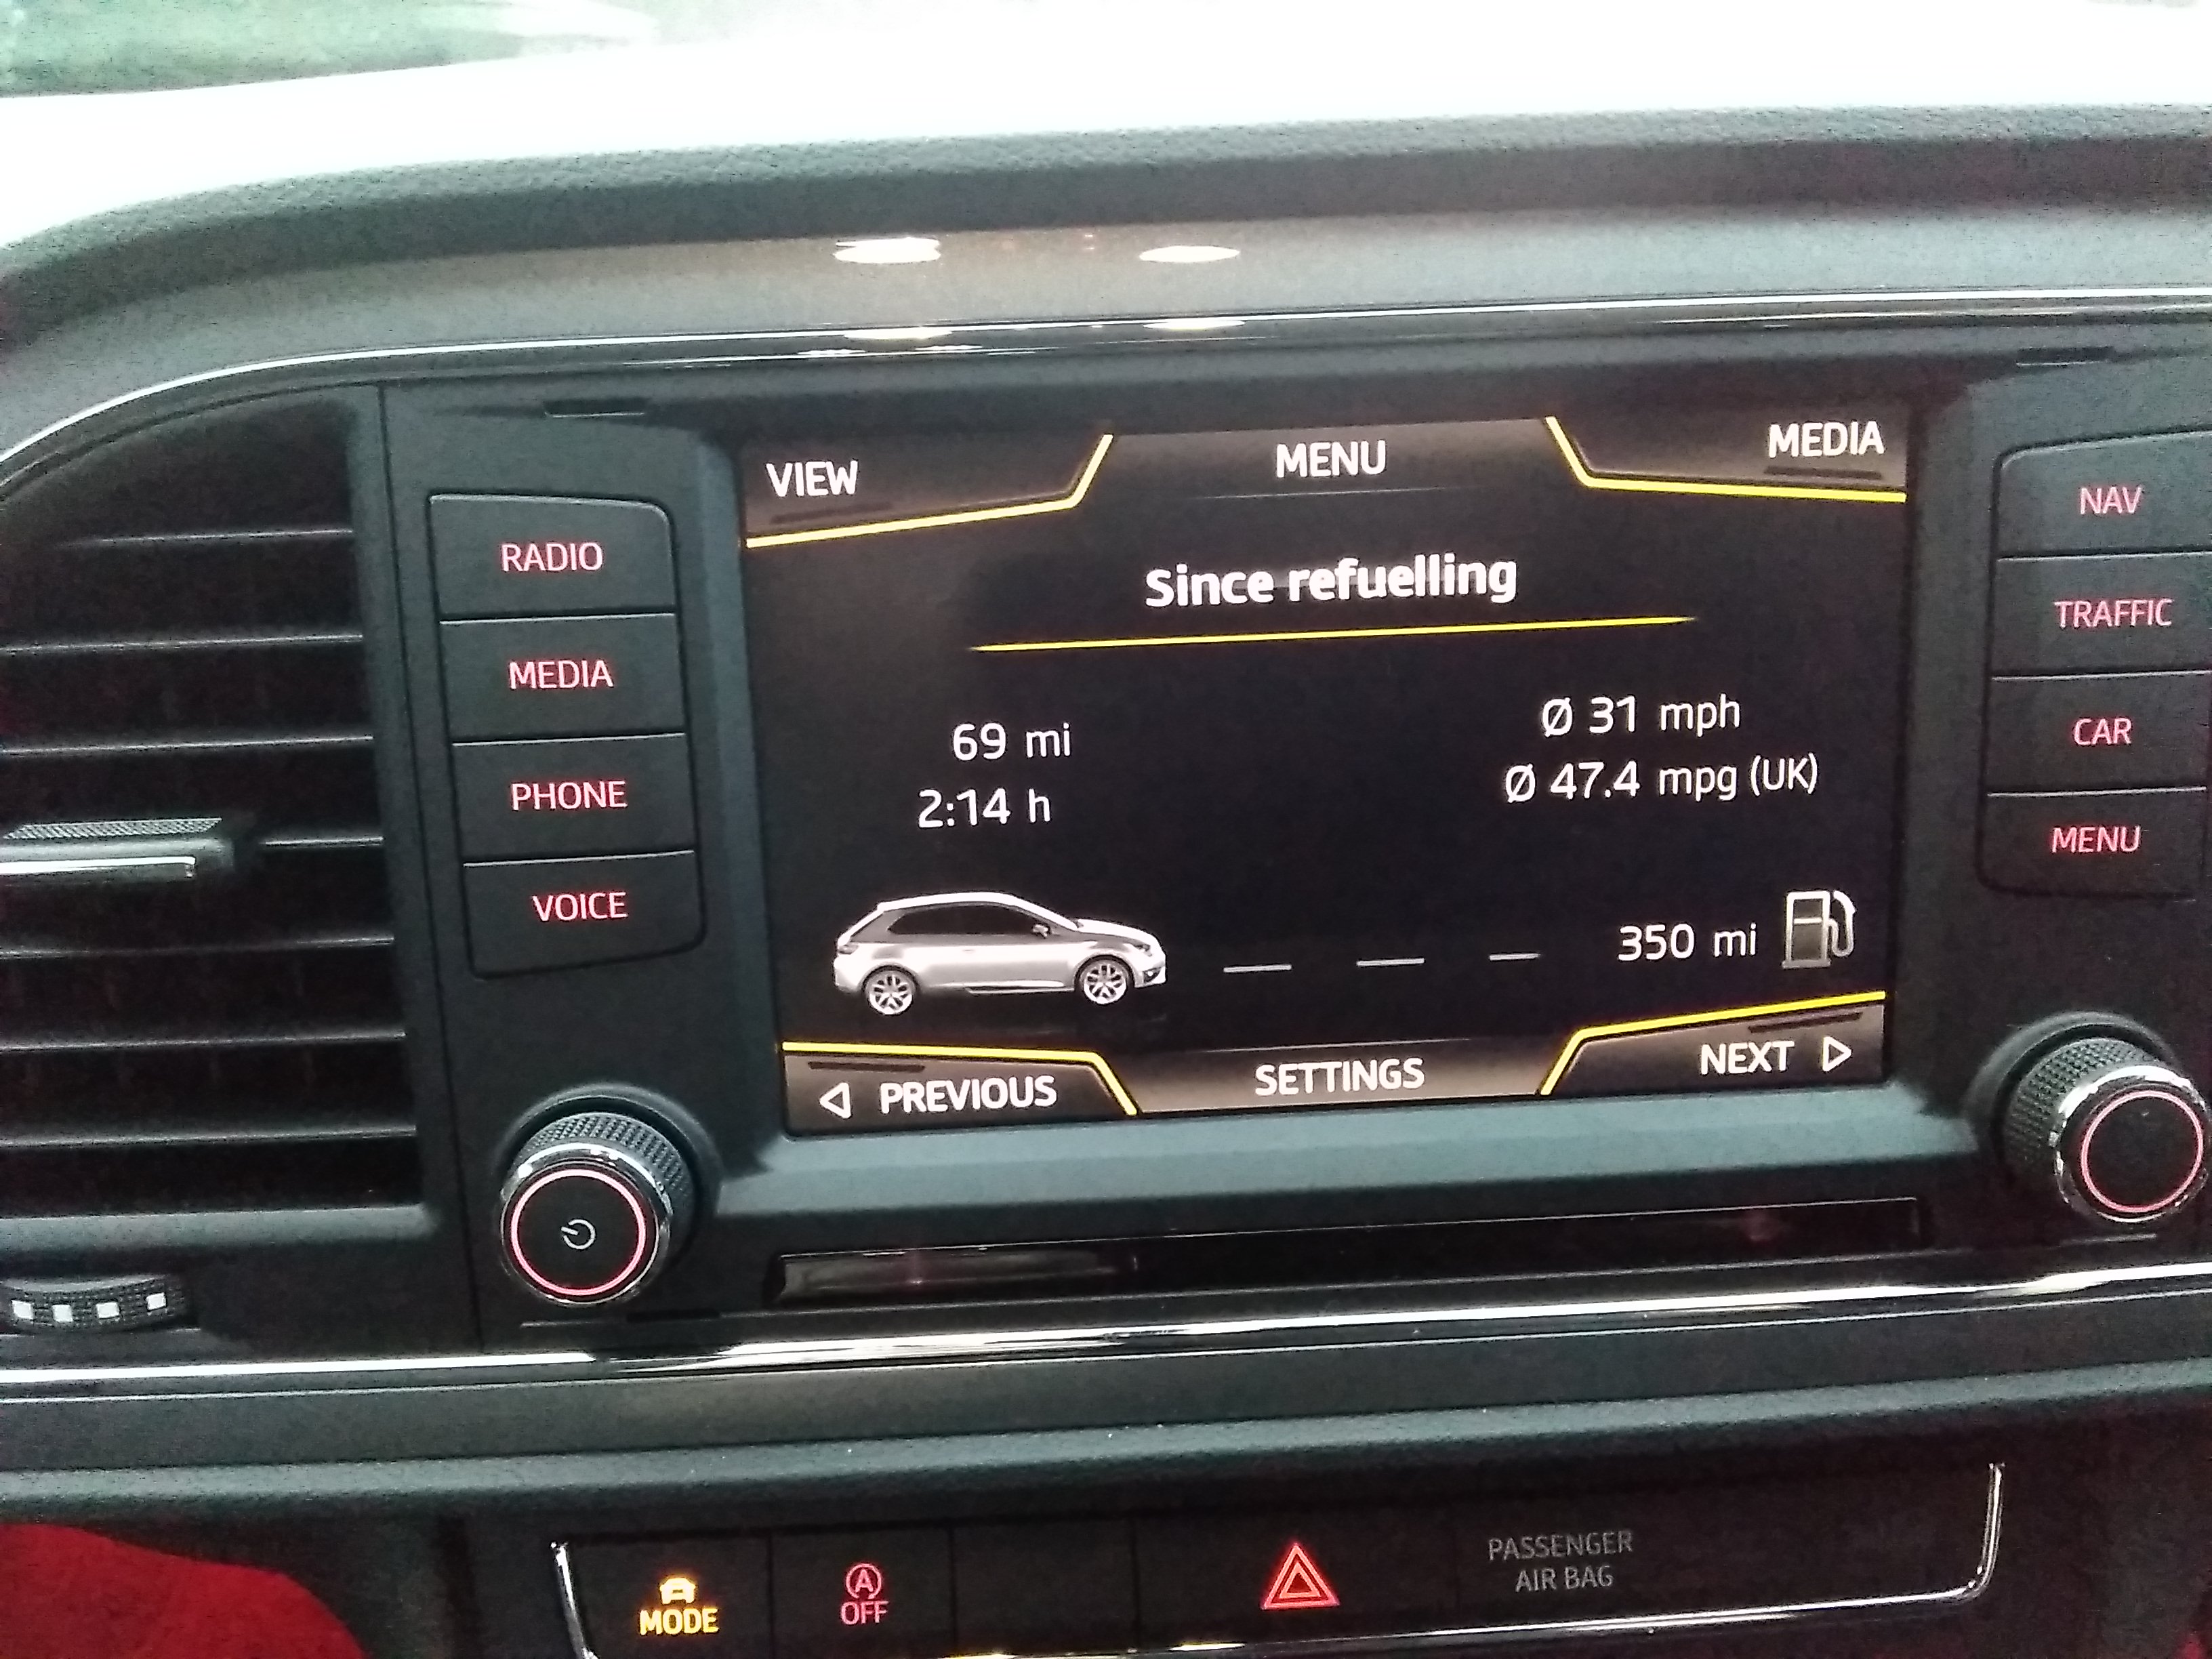 VIEW
MENU
MEDIA
Since refuelling
69 mi
2:14 h
Ø 31 mph
Ø 47.4 mpg (UK)
350 mi
PREVIOUS
SETTINGS
NEXT
RADIO
MEDIA
PHONE
VOICE
NAV
TRAFFIC
CAR
MENU
MODE
A
OFF
PASSENGER
AIR BAG